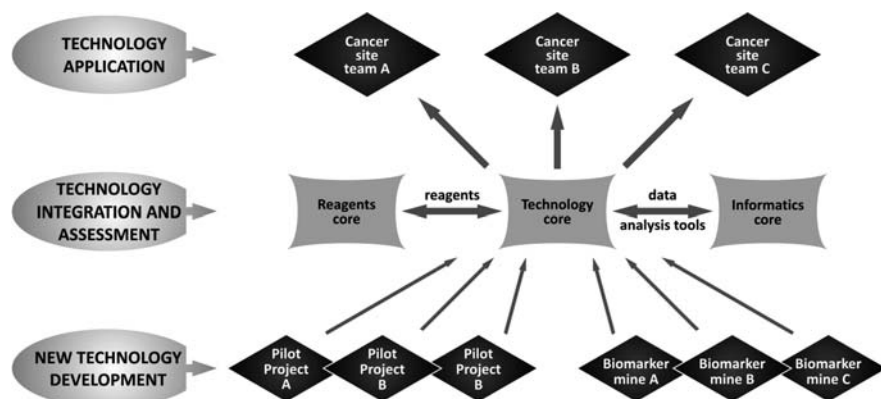 TECHNOLOGY
APPLICATION
Cancer
site
team A
Cancer
site
team B
Cancer
site
team C
TECHNOLOGY
INTEGRATION AND
ASSESSMENT
Reagents
core
reagents
Technology
core
data
analysis tools
Informatics
core
NEW TECHNOLOGY
DEVELOPMENT
Pilot
Project
A
Pilot
Project
B
Pilot
Project
B
Biomarker
mine A
Biomarker
mine B
Biomarker
mine C